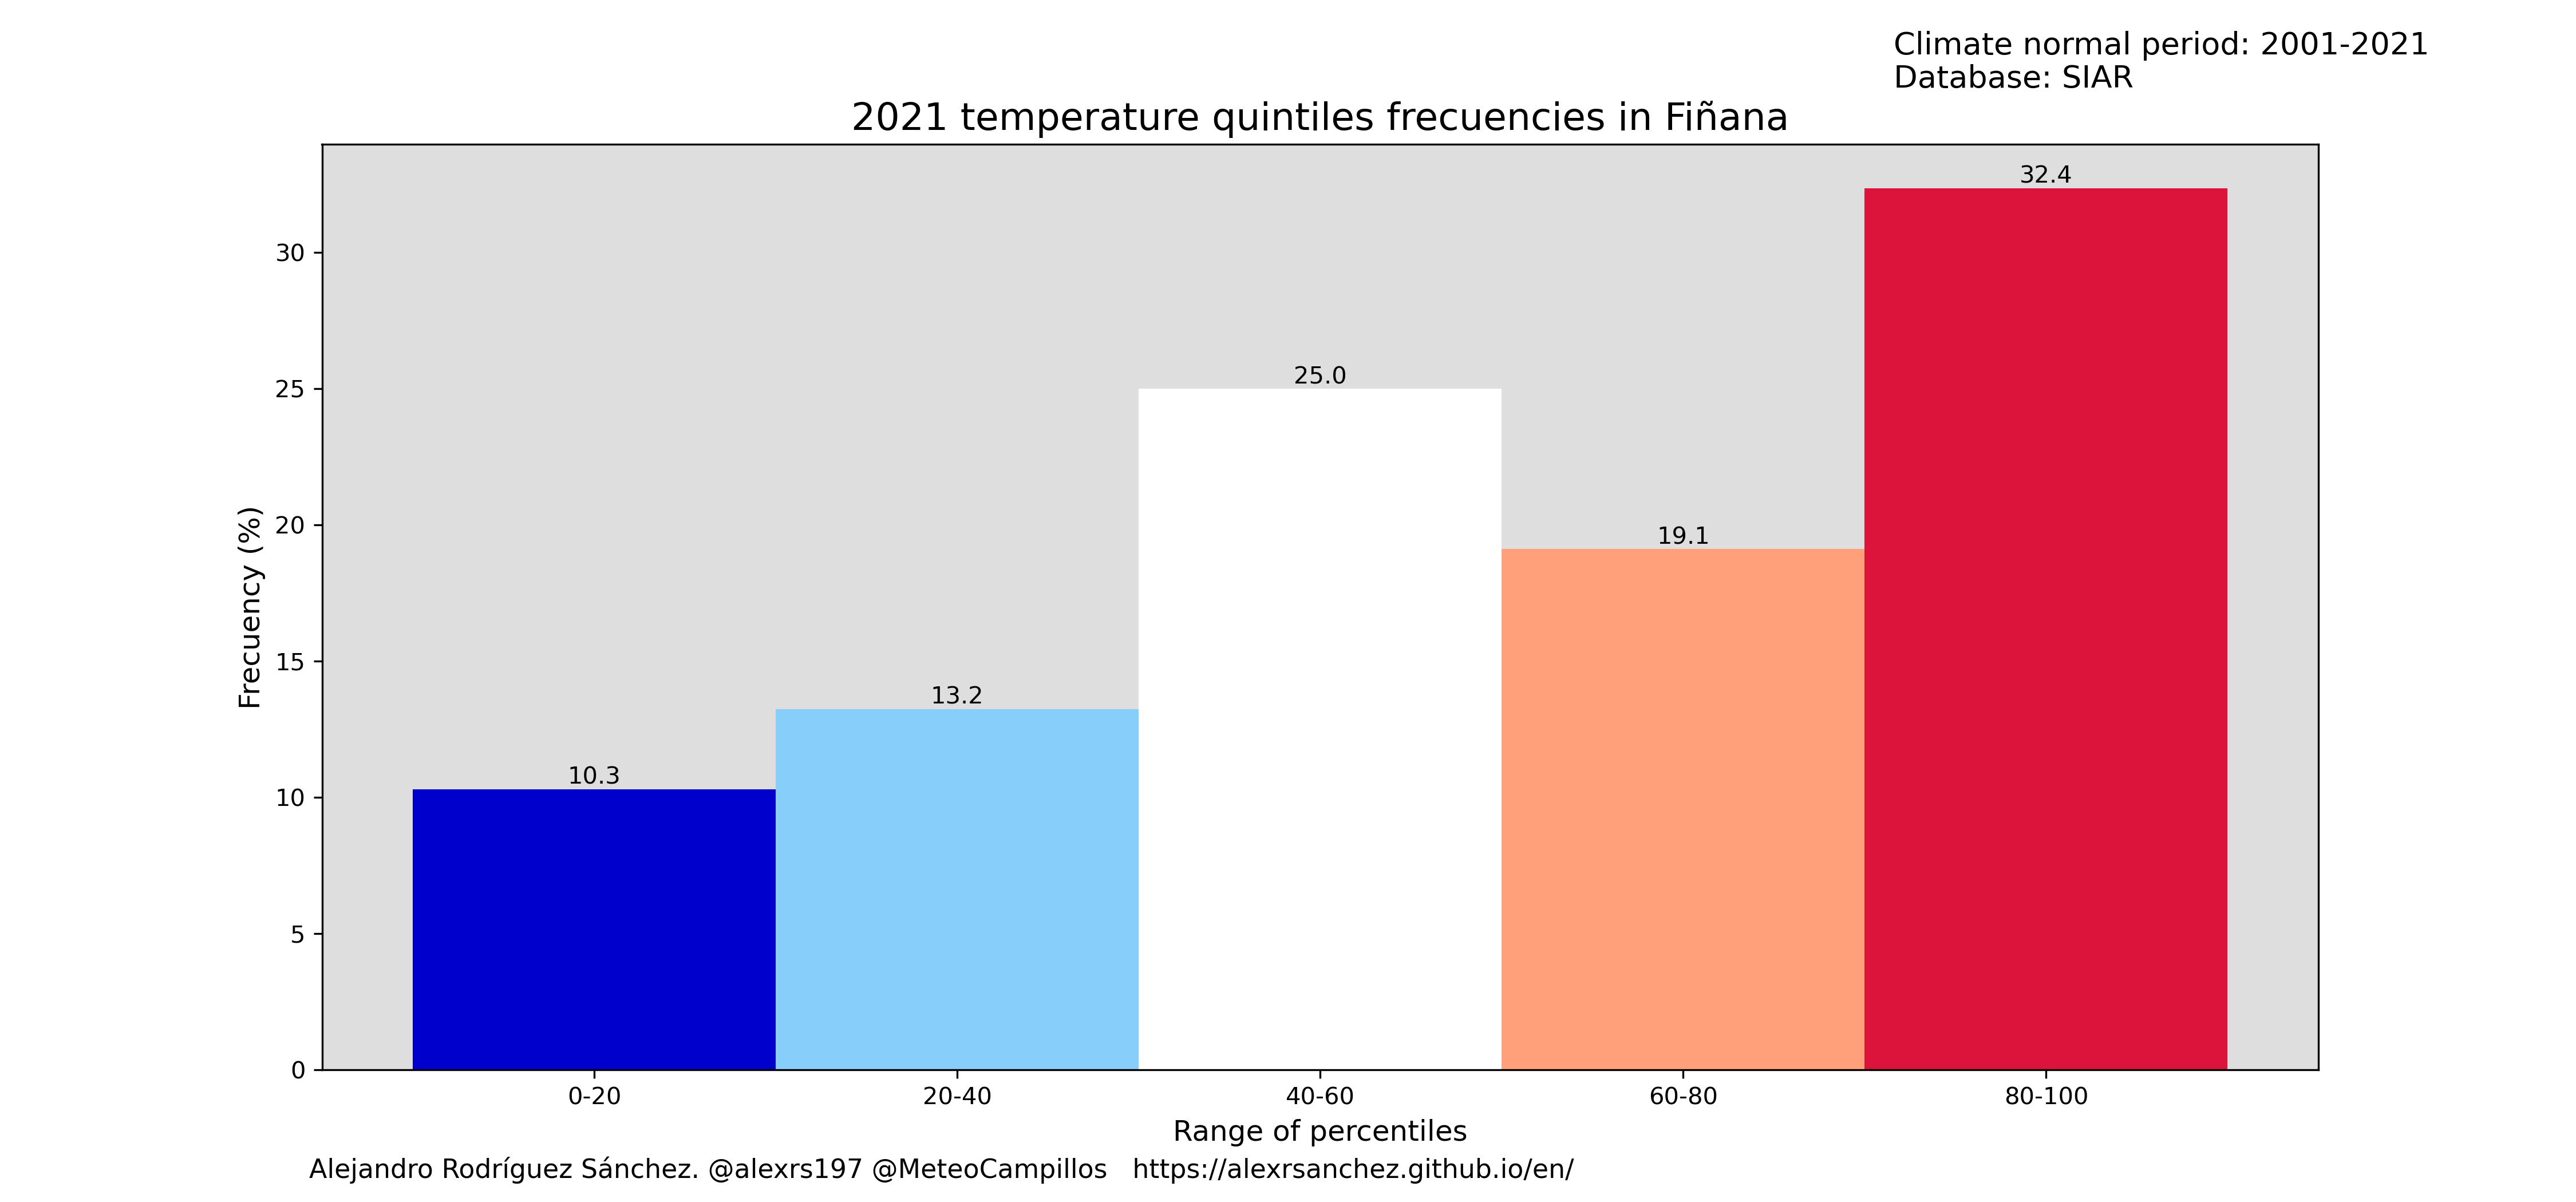 Climate normal period: 2001-2021
Database: SIAR
2021 temperature quintiles frecuencies in Fiñana
32.4
30
25.0
25
19.1
20
Frecuency (%)
15
13.2
10.3
10
5
0
0-20 20-40 40-60 60-80 80-100
Range of percentiles
Alejandro Rodríguez Sánchez. @alexrs197 @MeteoCampillos https://alexrsanchez.github.io/en/